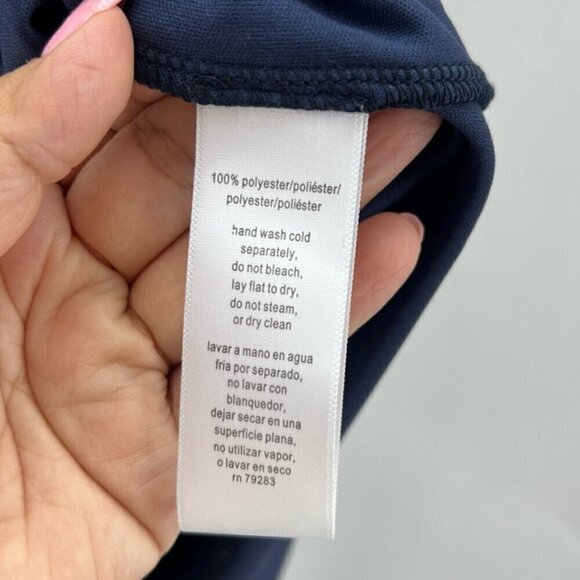 100% polyester/poliéster/
polyester/poliéster
hand wash cold
separately,
do not bleach,
lay flat to dry,
do not steam,
or dry clean
lavar a mano en agua
fria por separado,
no lavar con
blanquedor,
dejar secar en una
superficie plana,
no utilizar vapor,
o lavar en seco
rn 79283